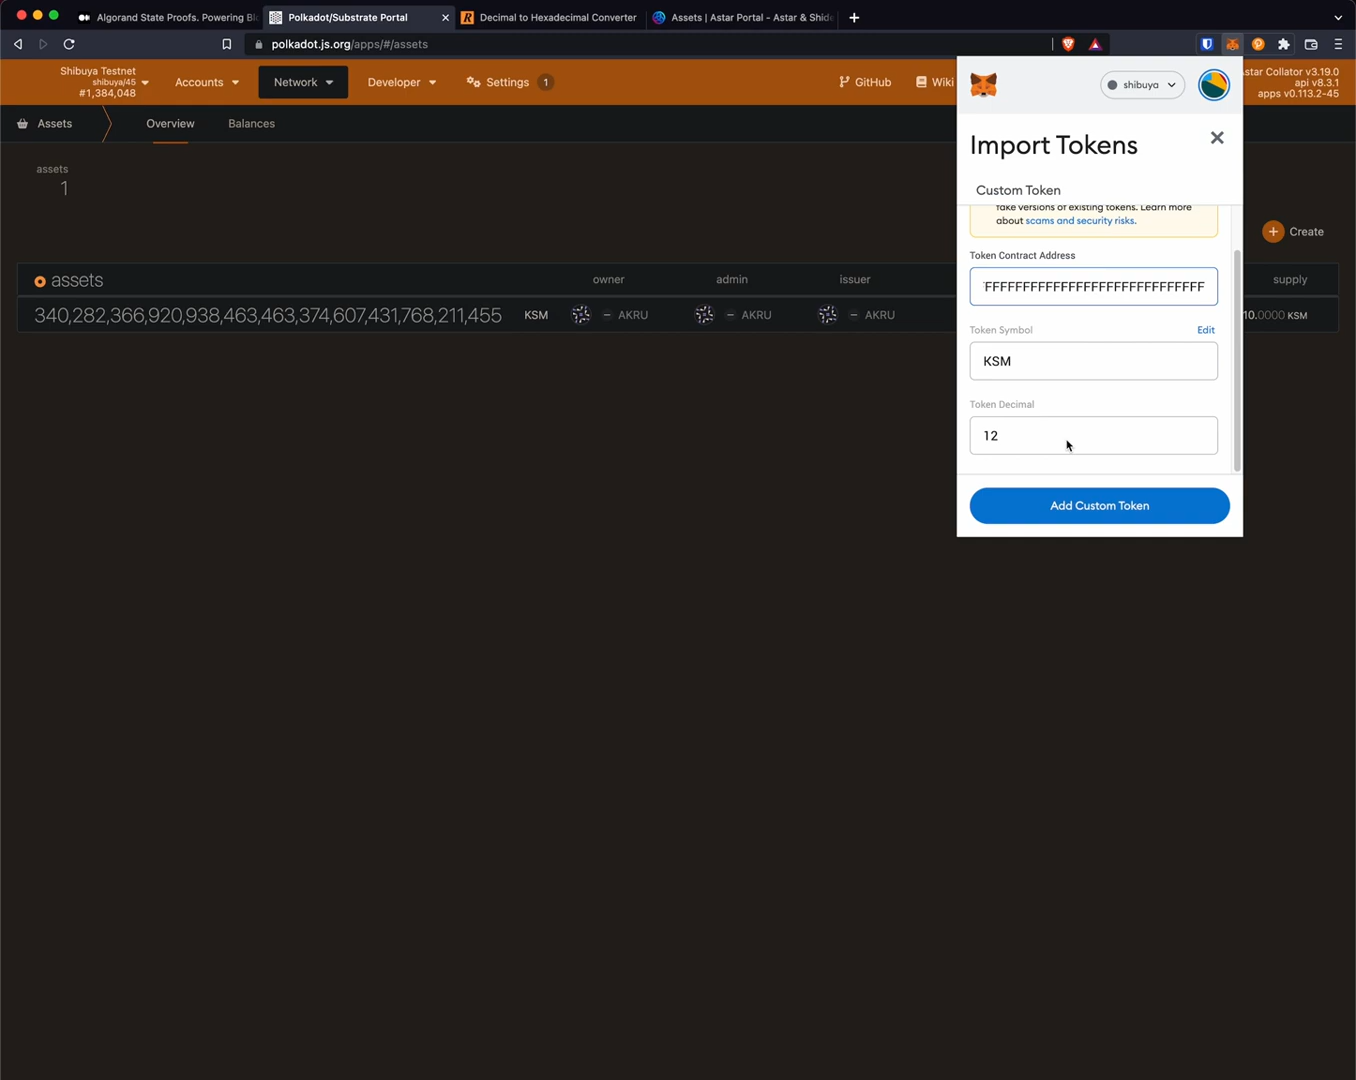 Algorand State Proofs. Powering Bl
Polkadot/Substrate Portal
Decimal to Hexadecimal Converter
Assets | Astar Portal - Astar & Shide
polkadot.js.org/apps/#/assets
Shibuya Testnet
shibuya/45
#1,384,048
Accounts
Network
Developer
Settings
1
GitHub
Wiki
star Collator v3.19.0
api v8.3.1
apps v0.113.2-45
Assets
Overview
Balances
assets
1
Create
assets
owner
admin
issuer
supply
340,282,366,920,938,463,463,374,607,431,768,211,455
KSM
– AKRU
– AKRU
– AKRU
10.0000 KSM
shibuya
Import Tokens
Custom Token
fake versions of existing tokens. Learn more
about scams and security risks.
Token Contract Address
FFFFFFFFFFFFFFFFFFFFFFFFFFFF
Token Symbol
Edit
KSM
Token Decimal
12
Add Custom Token